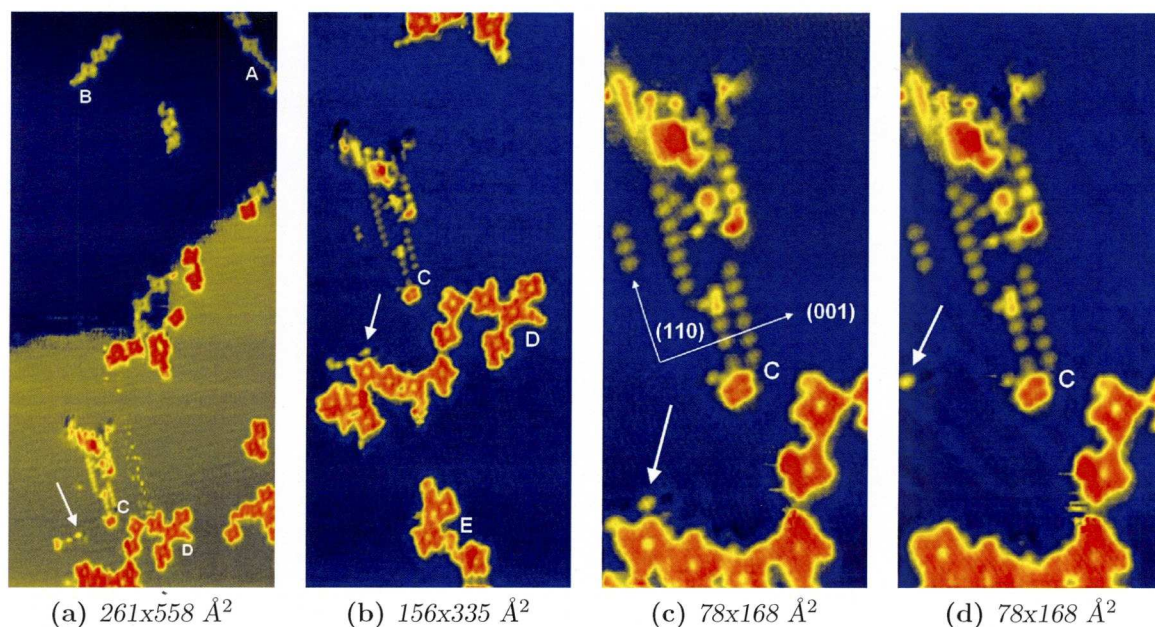 A
B
C
D
C
D
E
(110)
(001)
C
C
(a) 261x558 Å²
(b) 156x335 Å²
(c) 78x168 Å²
(d) 78x168 Å²